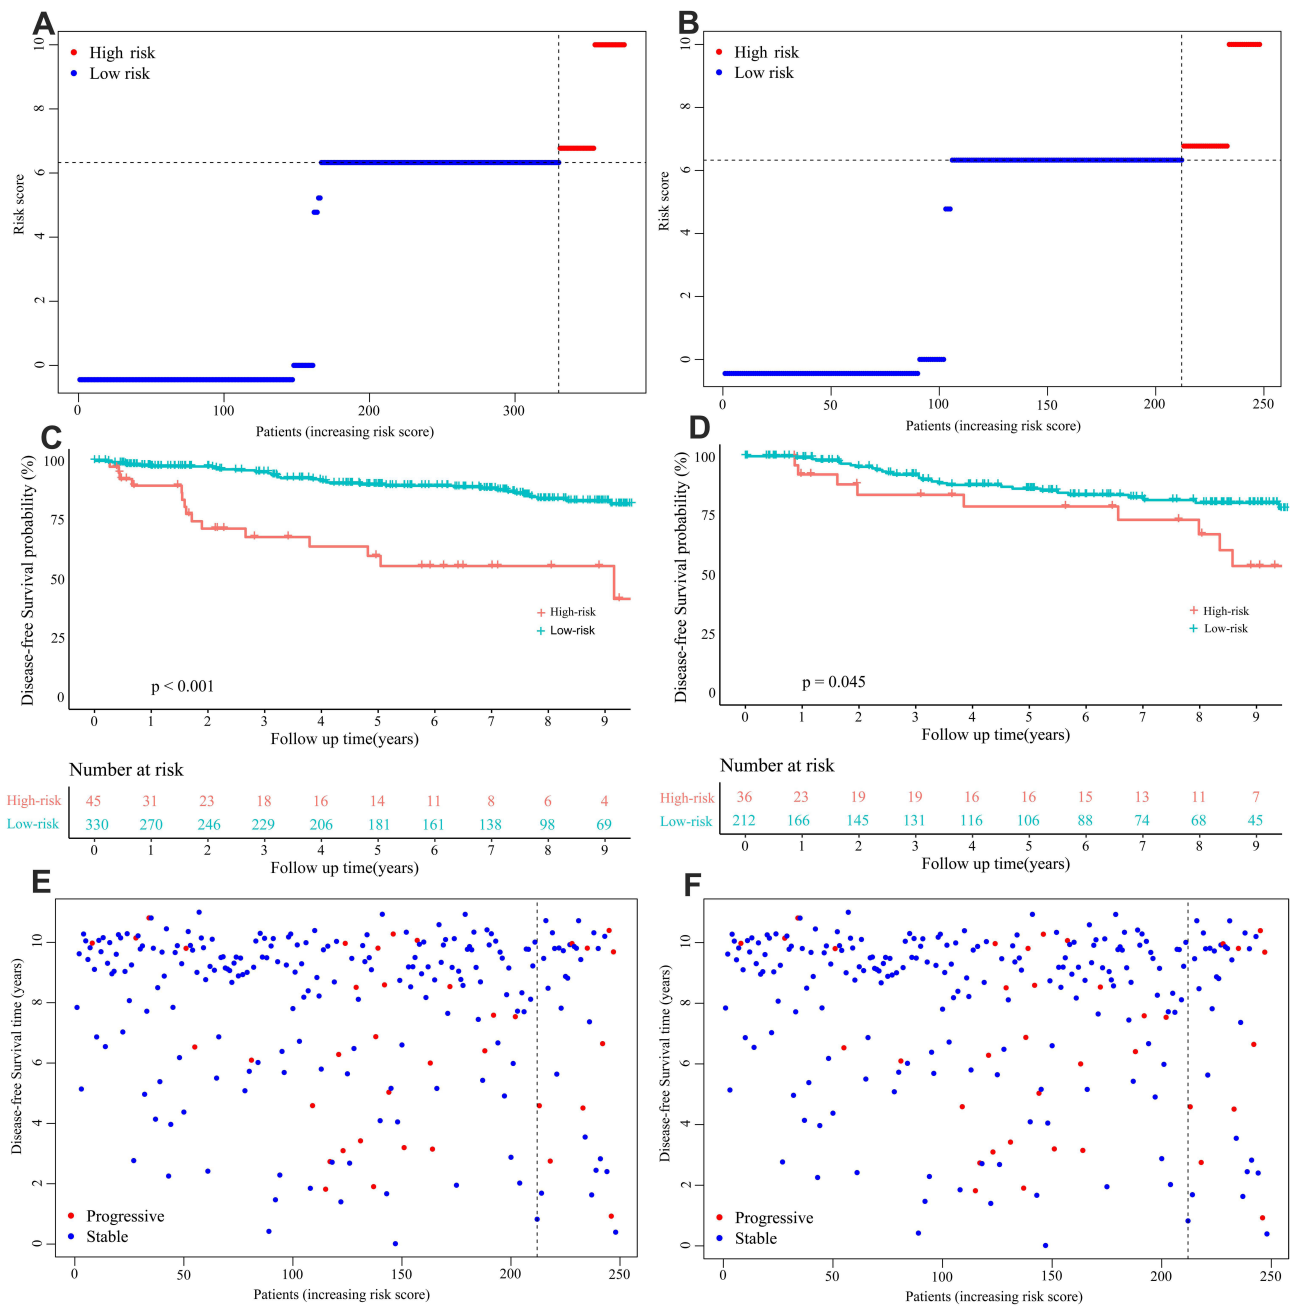 A
High risk
Low risk
10
8
6
4
2
0
Risk score
0 100 200 300
Patients (increasing risk score)
B
High risk
Low risk
10
8
6
4
2
0
Risk score
0 50 100 150 200 250
Patients (increasing risk score)
C
100
75
50
25
0
Disease-free Survival probability (%)
High-risk
Low-risk
p < 0.001
0 1 2 3 4 5 6 7 8 9
Follow up time(years)
Number at risk
High-risk 45 31 23 18 16 14 11 8 6 4
Low-risk 330 270 246 229 206 181 161 138 98 69
0 1 2 3 4 5 6 7 8 9
Follow up time(years)
D
100
75
50
25
0
Disease-free Survival probability (%)
High-risk
Low-risk
p = 0.045
0 1 2 3 4 5 6 7 8 9
Follow up time(years)
Number at risk
High-risk 36 23 19 19 16 16 15 13 11 7
Low-risk 212 166 145 131 116 106 88 74 68 45
0 1 2 3 4 5 6 7 8 9
Follow up time(years)
E
10
8
6
4
2
0
Disease-free Survival time (years)
Progressive
Stable
0 50 100 150 200 250
Patients (increasing risk score)
F
10
8
6
4
2
0
Disease-free Survival time (years)
Progressive
Stable
0 50 100 150 200 250
Patients (increasing risk score)